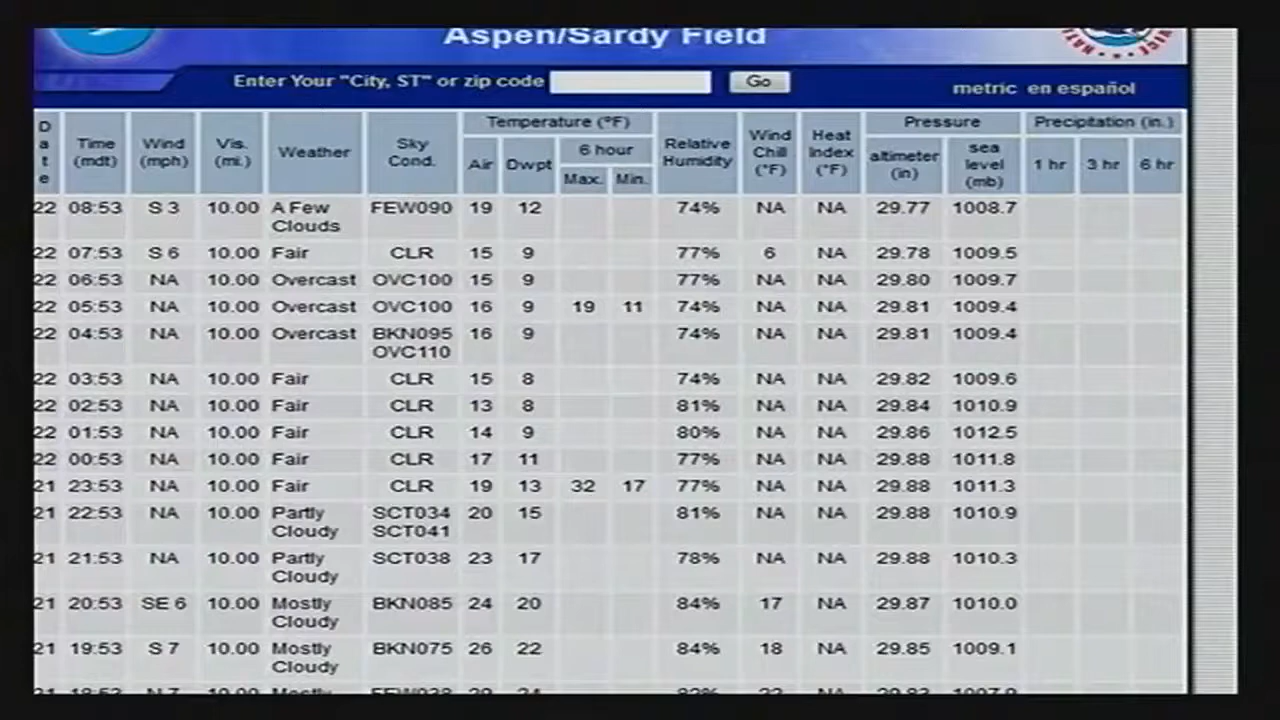 Aspen/Sardy Field
Enter Your "City, ST" or zip code Go
metric en español
Date Time (mdt) Wind (mph) Vis. (mi.) Weather Sky Cond. Temperature (ºF) Air Dwpt 6 hour Max. Min. Relative Humidity Wind Chill (°F) Heat Index (°F) Pressure altimeter (in) sea level (mb) Precipitation (in.) 1 hr 3 hr 6 hr
22 08:53 S 3 10.00 A Few Clouds FEW090 19 12 74% NA NA 29.77 1008.7
22 07:53 S 6 10.00 Fair CLR 15 9 77% 6 NA 29.78 1009.5
22 06:53 NA 10.00 Overcast OVC100 15 9 77% NA NA 29.80 1009.7
22 05:53 NA 10.00 Overcast OVC100 16 9 19 11 74% NA NA 29.81 1009.4
22 04:53 NA 10.00 Overcast BKN095 OVC110 16 9 74% NA NA 29.81 1009.4
22 03:53 NA 10.00 Fair CLR 15 8 74% NA NA 29.82 1009.6
22 02:53 NA 10.00 Fair CLR 13 8 81% NA NA 29.84 1010.9
22 01:53 NA 10.00 Fair CLR 14 9 80% NA NA 29.86 1012.5
22 00:53 NA 10.00 Fair CLR 17 11 77% NA NA 29.88 1011.8
21 23:53 NA 10.00 Fair CLR 19 13 32 17 77% NA NA 29.88 1011.3
21 22:53 NA 10.00 Partly Cloudy SCT034 SCT041 20 15 81% NA NA 29.88 1010.9
21 21:53 NA 10.00 Partly Cloudy SCT038 23 17 78% NA NA 29.88 1010.3
21 20:53 SE 6 10.00 Mostly Cloudy BKN085 24 20 84% 17 NA 29.87 1010.0
21 19:53 S 7 10.00 Mostly Cloudy BKN075 26 22 84% 18 NA 29.85 1009.1